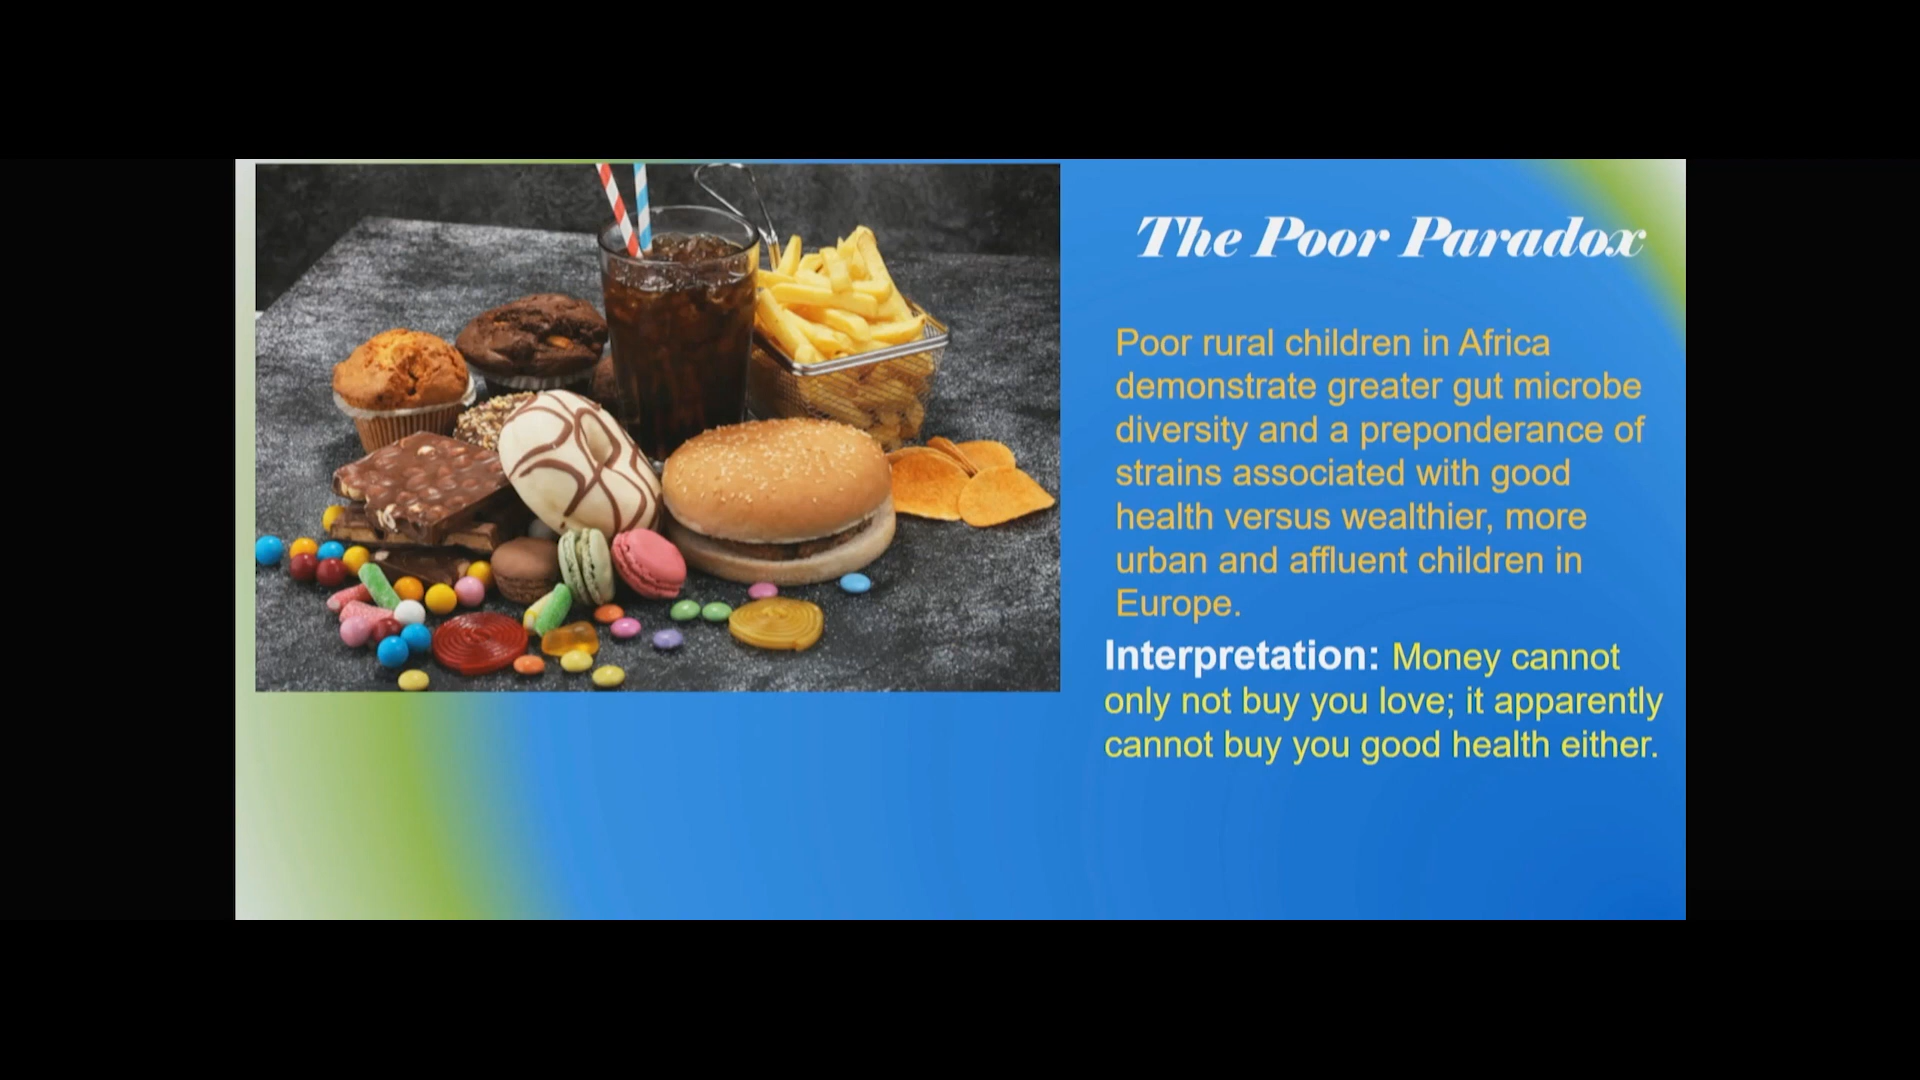 The Poor Paradox
Poor rural children in Africa
demonstrate greater gut microbe
diversity and a preponderance of
strains associated with good
health versus wealthier, more
urban and affluent children in
Europe.
Interpretation: Money cannot
only not buy you love; it apparently
cannot buy you good health either.